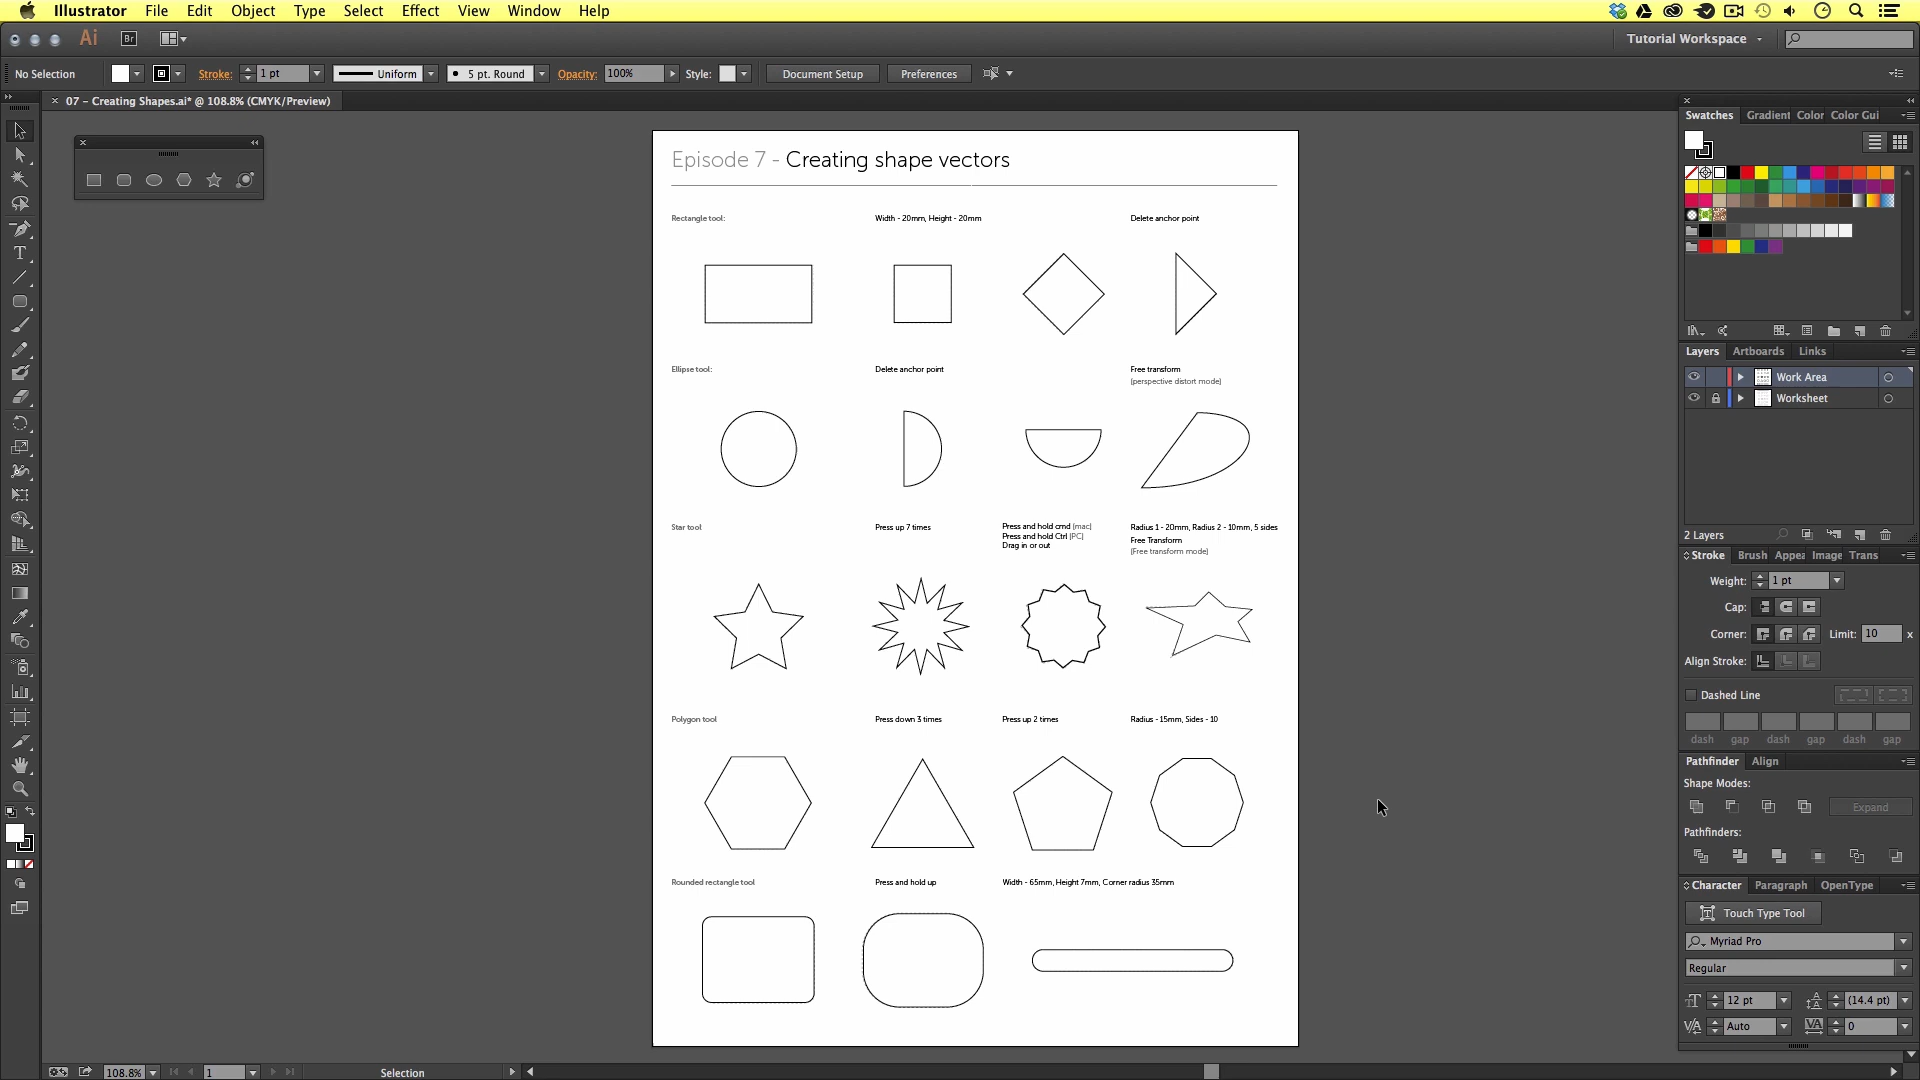 Illustrator File Edit Object Type Select Effect View Window Help
Ai Br Tutorial Workspace
No Selection Stroke: 1 pt Uniform 5 pt. Round Opacity: 100% Style: Document Setup Preferences
07 – Creating Shapes.ai* @ 108.8% (CMYK/Preview)
Episode 7 - Creating shape vectors
Rectangle tool: Width - 20mm, Height - 20mm Delete anchor point
Ellipse tool: Delete anchor point Free transform
(perspective distort mode)
Star tool Press up 7 times Press and hold cmd (mac) Radius 1 - 20mm, Radius 2 - 10mm, 5 sides
Press and hold Ctrl (PC) Free Transform
Drag in or out (Free transform mode)
Polygon tool Press down 3 times Press up 2 times Radius - 15mm, Sides - 10
Rounded rectangle tool Press and hold up Width - 65mm, Height 7mm, Corner radius 35mm
Swatches Gradient Color Color Gui
Layers Artboards Links
Work Area
Worksheet
2 Layers
Stroke Brush Appea Image Trans
Weight: 1 pt
Cap:
Corner: Limit: 10 x
Align Stroke:
Dashed Line
dash gap dash gap dash gap
Pathfinder Align
Shape Modes:
Expand
Pathfinders:
Character Paragraph OpenType
Touch Type Tool
Myriad Pro
Regular
12 pt (14.4 pt)
Auto 0
108.8% 1 Selection